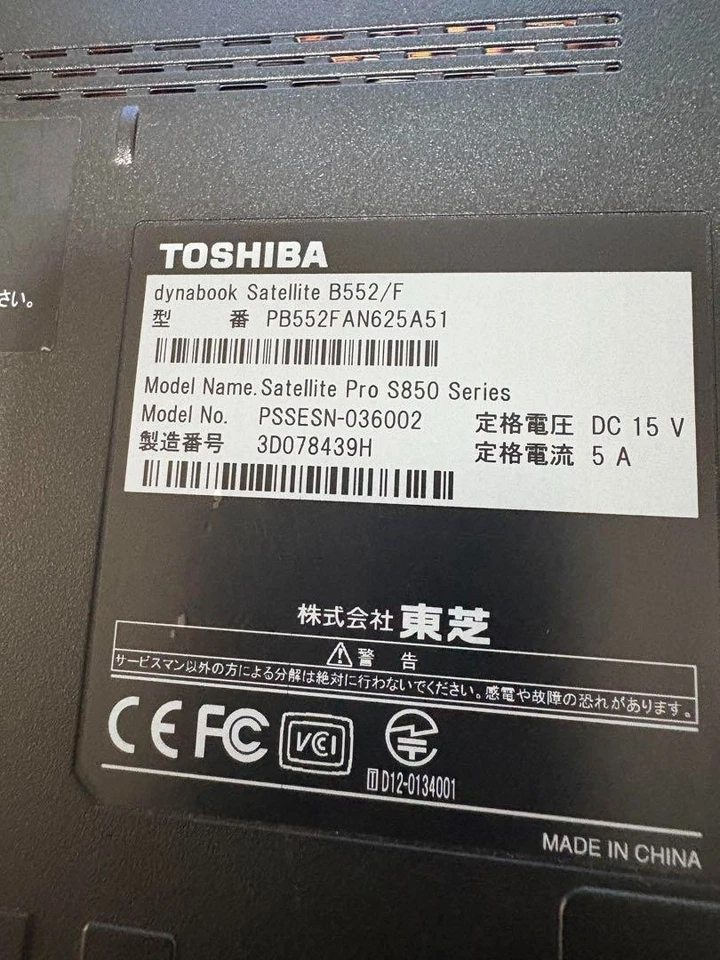 さい。
TOSHIBA
dynabook Satellite B552/F
型 番 PB552FAN625A51
Model Name. Satellite Pro S850 Series
Model No. PSSESN-036002 定格電圧 DC 15 V
製造番号 3D078439H 定格電流 5 A
株式会社 東芝
警 告
サービスマン以外の方による分解は絶対に行わないでください。感電や故障の恐れがあります。
CE FC VCI
T D12-0134001
MADE IN CHINA